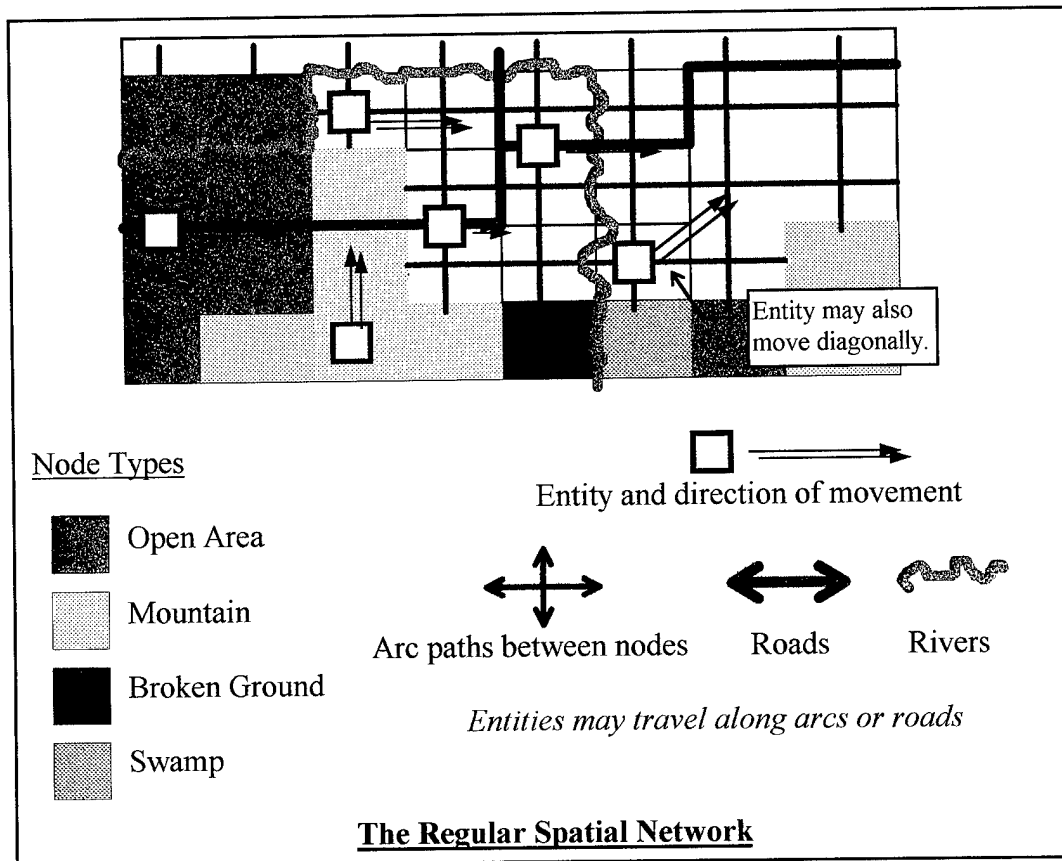 Entity may also
move diagonally.
Node Types
Entity and direction of movement
Open Area
Mountain
Arc paths between nodes
Roads
Rivers
Broken Ground
Entities may travel along arcs or roads
Swamp
The Regular Spatial Network